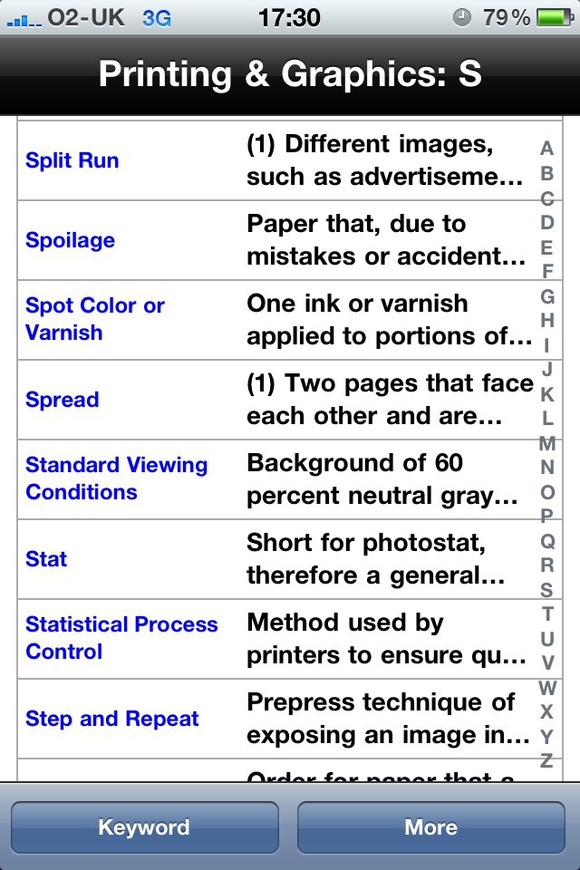 O2-UK 3G 17:30 79%
Printing & Graphics: S
Split Run
(1) Different images,
such as advertiseme...
Spoilage
Paper that, due to
mistakes or accident...
Spot Color or
Varnish
One ink or varnish
applied to portions of...
Spread
(1) Two pages that face
each other and are...
Standard Viewing
Conditions
Background of 60
percent neutral gray...
Stat
Short for photostat,
therefore a general...
Statistical Process
Control
Method used by
printers to ensure qu...
Step and Repeat
Prepress technique of
exposing an image in...
Order for paper that a
A
B
C
D
E
F
G
H
I
J
K
L
M
N
O
P
Q
R
S
T
U
V
W
X
Y
Z
Keyword
More